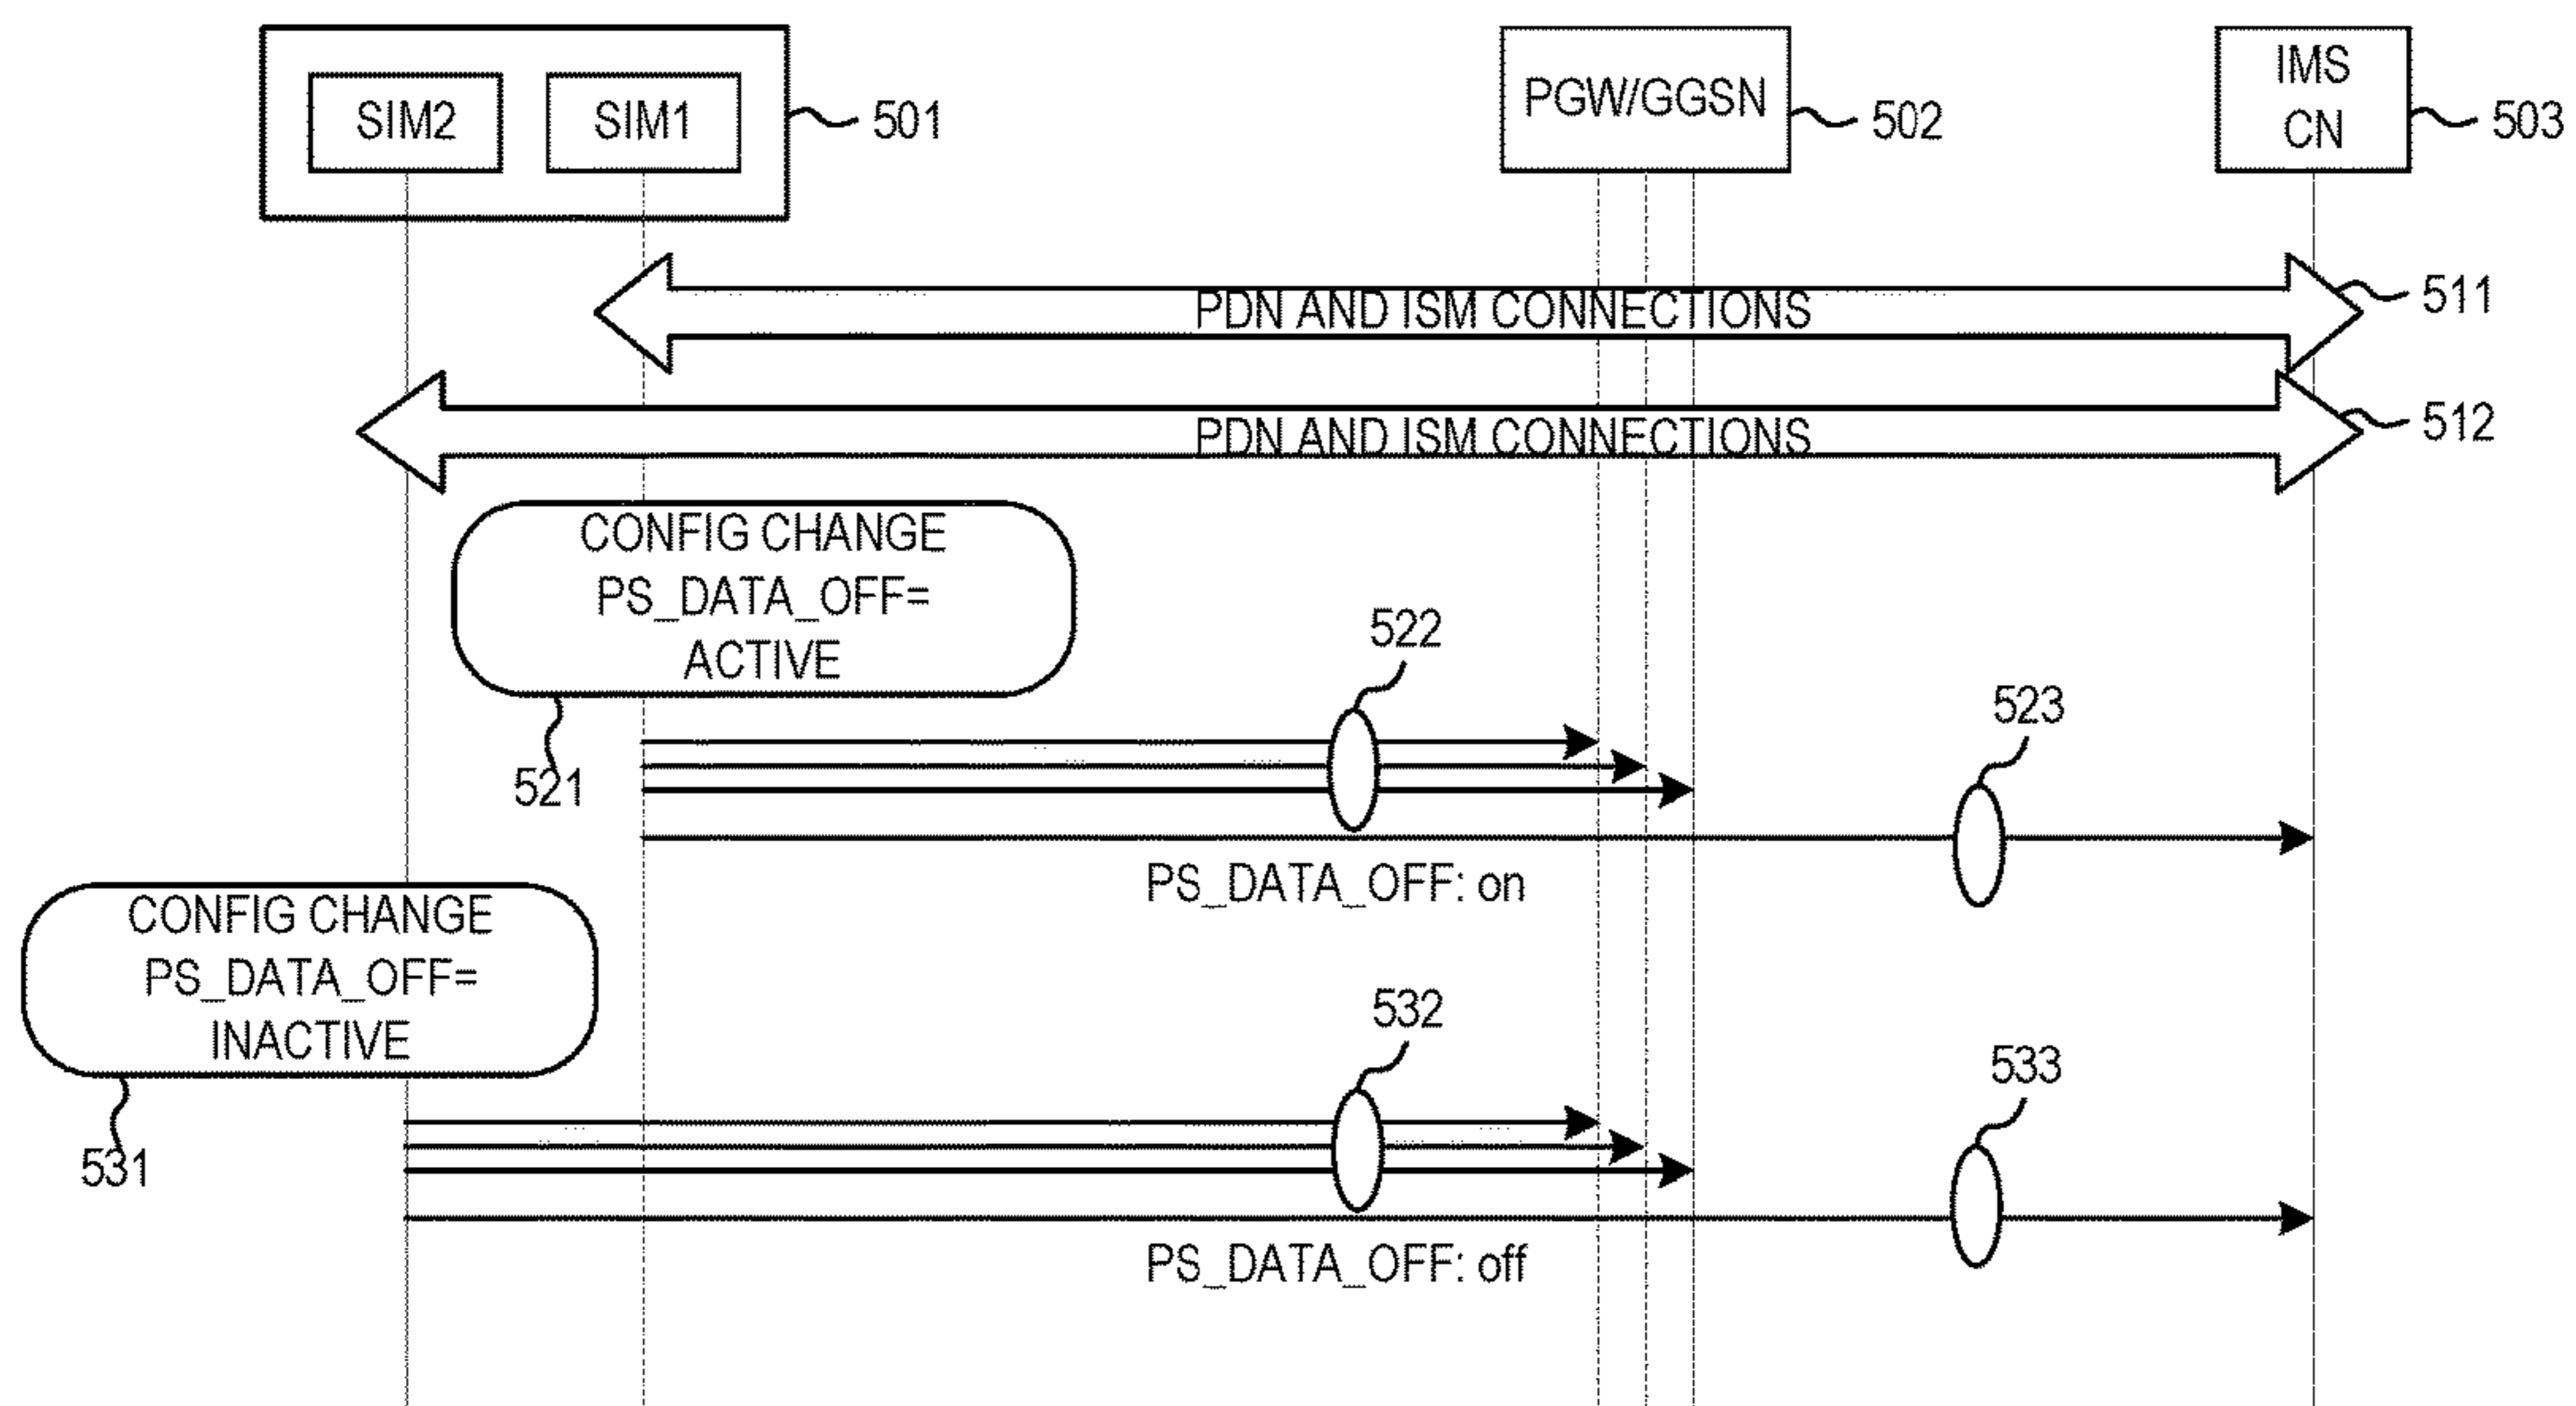 SIM2
SIM1
501
PGW/GGSN
502
IMS
CN
503
PDN AND ISM CONNECTIONS
511
PDN AND ISM CONNECTIONS
512
CONFIG CHANGE
PS_DATA_OFF=
ACTIVE
521
522
523
PS_DATA_OFF: on
CONFIG CHANGE
PS_DATA_OFF=
INACTIVE
531
532
533
PS_DATA_OFF: off